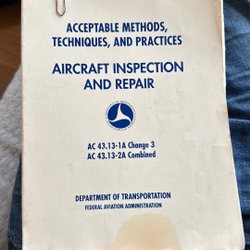 ACCEPTABLE METHODS,
TECHNIQUES, AND PRACTICES
AIRCRAFT INSPECTION
AND REPAIR
AC 43.13-1A Change 3
AC 43.13-2A Combined
DEPARTMENT OF TRANSPORTATION
FEDERAL AVIATION ADMINISTRATION